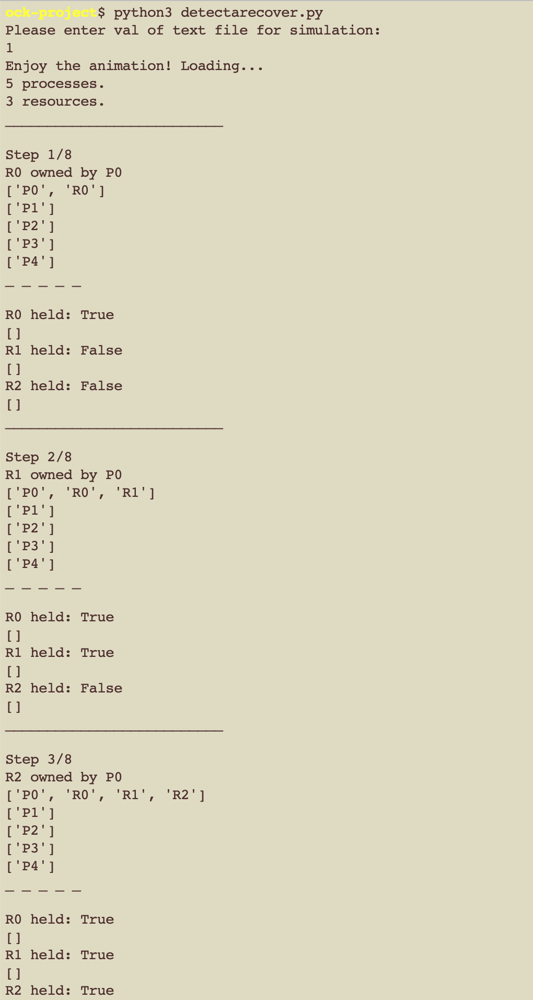 ock-project$ python3 detectarecover.py
Please enter val of text file for simulation:
1
Enjoy the animation! Loading...
5 processes.
3 resources.
__________________________
Step 1/8
R0 owned by P0
['P0', 'R0']
['P1']
['P2']
['P3']
['P4']
_ _ _ _ _
R0 held: True
[]
R1 held: False
[]
R2 held: False
[]
__________________________
Step 2/8
R1 owned by P0
['P0', 'R0', 'R1']
['P1']
['P2']
['P3']
['P4']
_ _ _ _ _
R0 held: True
[]
R1 held: True
[]
R2 held: False
[]
__________________________
Step 3/8
R2 owned by P0
['P0', 'R0', 'R1', 'R2']
['P1']
['P2']
['P3']
['P4']
_ _ _ _ _
R0 held: True
[]
R1 held: True
[]
R2 held: True